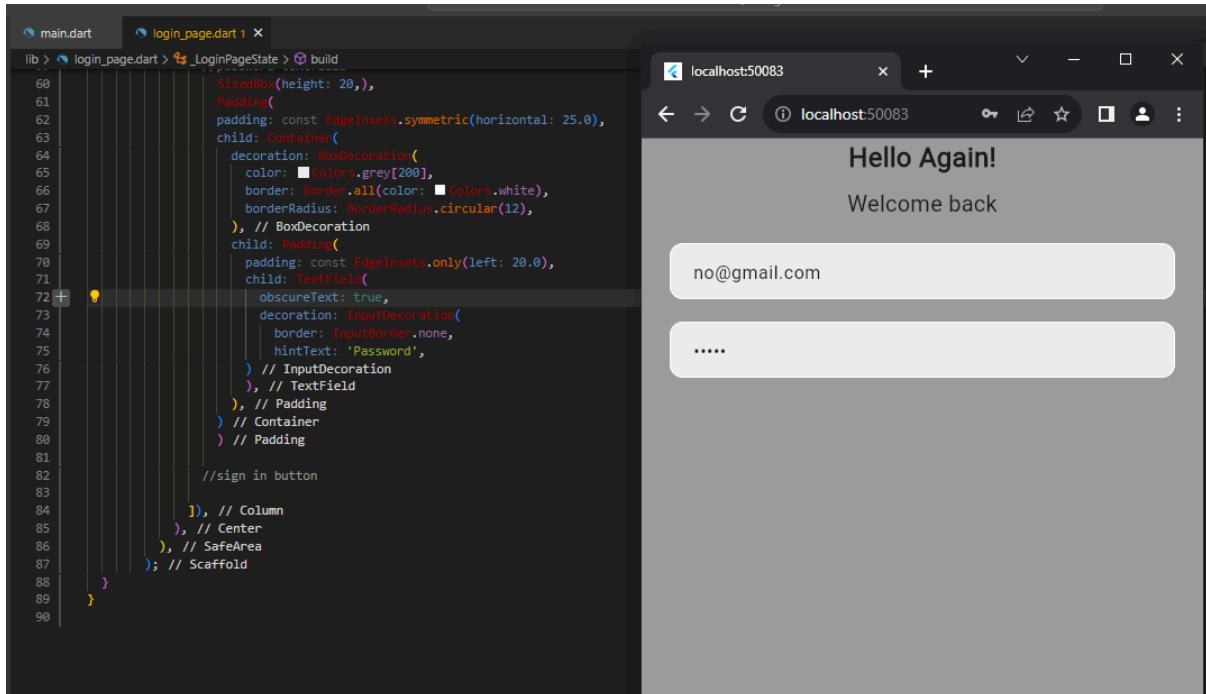 main.dart
login_page.dart 1
lib > login_page.dart > _LoginPageState > build
60 SizedBox(height: 20,),
61 Padding(
62 padding: const EdgeInsets.symmetric(horizontal: 25.0),
63 child: Container(
64 decoration: BoxDecoration(
65 color: Colors.grey[200],
66 border: Border.all(color: Colors.white),
67 borderRadius: BorderRadius.circular(12),
68 ), // BoxDecoration
69 child: Padding(
70 padding: const EdgeInsets.only(left: 20.0),
71 child: TextField(
72 obscureText: true,
73 decoration: InputDecoration(
74 border: InputBorder.none,
75 hintText: 'Password',
76 ) // InputDecoration
77 ), // TextField
78 ), // Padding
79 ) // Container
80 ) // Padding
81
82 //sign in button
83
84 ]), // Column
85 ), // Center
86 ), // SafeArea
87 ); // Scaffold
88 }
89 }
90
localhost:50083
localhost:50083
Hello Again!
Welcome back
no@gmail.com
•••••